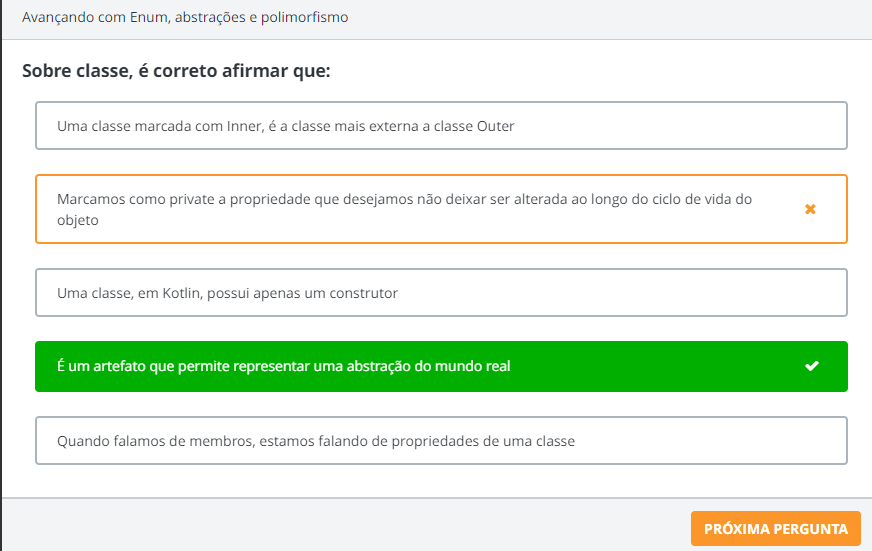 Avançando com Enum, abstrações e polimorfismo
Sobre classe, é correto afirmar que:
Uma classe marcada com Inner, é a classe mais externa a classe Outer
Marcamos como private a propriedade que desejamos não deixar ser alterada ao longo do ciclo de vida do
objeto
Uma classe, em Kotlin, possui apenas um construtor
É um artefato que permite representar uma abstração do mundo real
Quando falamos de membros, estamos falando de propriedades de uma classe
PRÓXIMA PERGUNTA